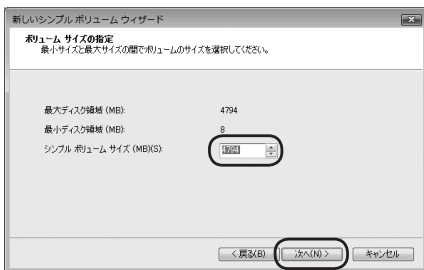 新しいシンプル ボリューム ウィザード
ボリューム サイズの指定
最小サイズと最大サイズの間でボリュームのサイズを選択してください。
最大ディスク領域 (MB): 4794
最小ディスク領域 (MB): 8
シンプル ボリューム サイズ (MB)(S): 4794
< 戻る(B) 次へ(N) > キャンセル